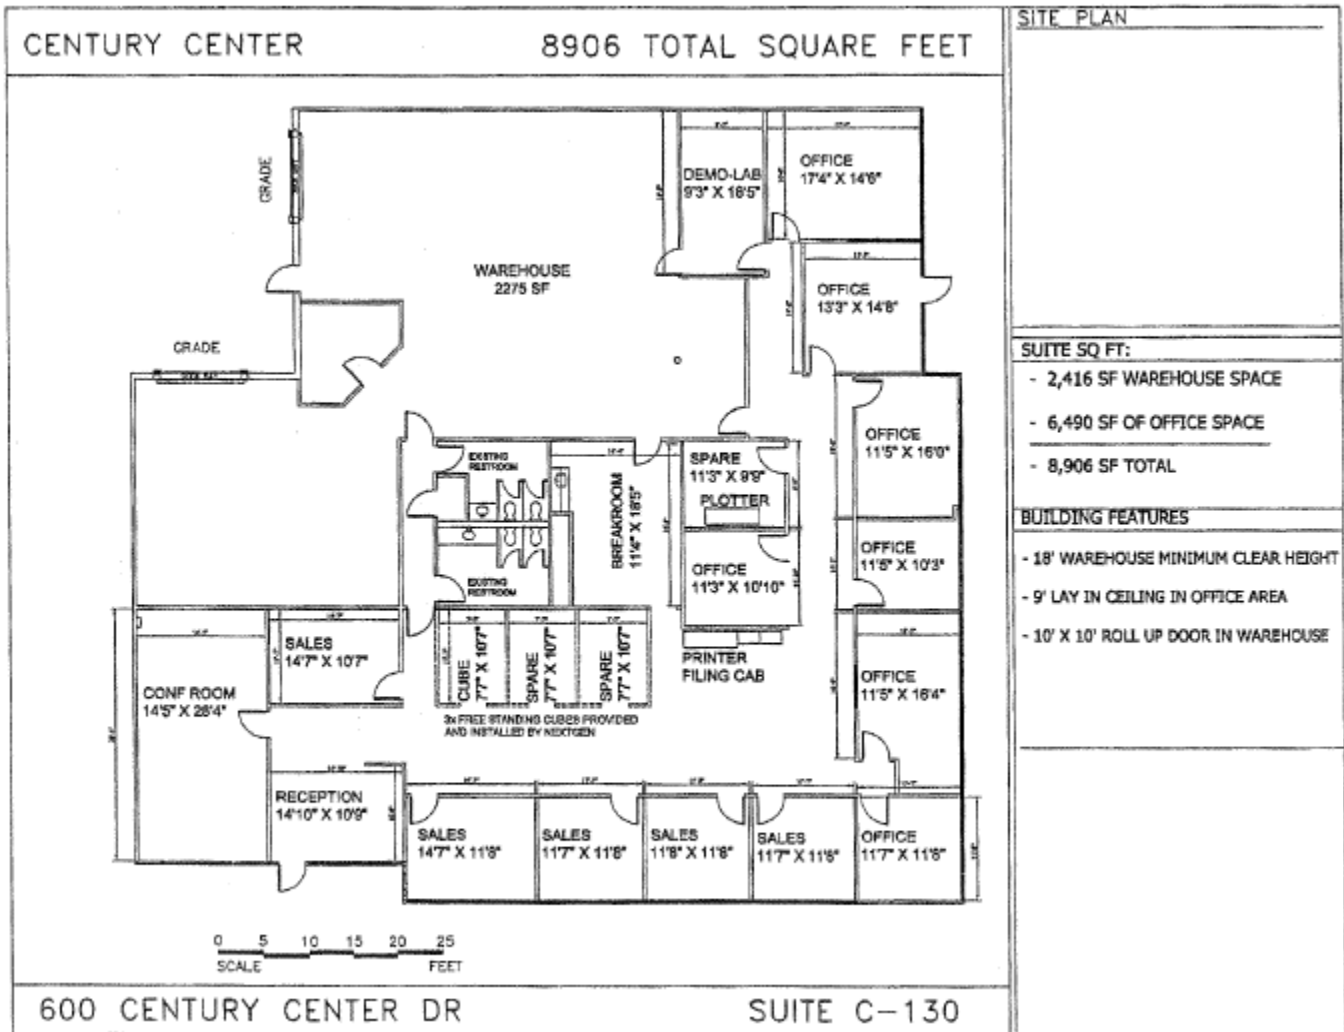 CENTURY CENTER
8906 TOTAL SQUARE FEET
SITE PLAN
GRADE
DEMO-LAB
9'3" X 18'5"
OFFICE
17'4" X 14'6"
WAREHOUSE
2275 SF
OFFICE
13'3" X 14'8"
GRADE
SUITE SQ FT:
- 2,416 SF WAREHOUSE SPACE
- 6,490 SF OF OFFICE SPACE
- 8,906 SF TOTAL
OFFICE
11'5" X 16'0"
EXISTING
RESTROOM
BREAKROOM
11'4" X 18'5"
SPARE
11'3" X 9'9"
PLOTTER
BUILDING FEATURES
- 18' WAREHOUSE MINIMUM CLEAR HEIGHT
- 9' LAY IN CEILING IN OFFICE AREA
- 10' X 10' ROLL UP DOOR IN WAREHOUSE
OFFICE
11'5" X 10'3"
OFFICE
11'3" X 10'10"
EXISTING
RESTROOM
SALES
14'7" X 10'7"
CUBE
7'7" X 10'7"
SPARE
7'7" X 10'7"
SPARE
7'7" X 10'7"
PRINTER
FILING CAB
OFFICE
11'5" X 16'4"
CONF ROOM
14'5" X 28'4"
3x FREE STANDING CUBES PROVIDED
AND INSTALLED BY NEXTGEN
RECEPTION
14'10" X 10'9"
SALES
14'7" X 11'8"
SALES
11'7" X 11'8"
SALES
11'8" X 11'8"
SALES
11'7" X 11'8"
OFFICE
11'7" X 11'8"
0 5 10 15 20 25
SCALE FEET
600 CENTURY CENTER DR
SUITE C-130